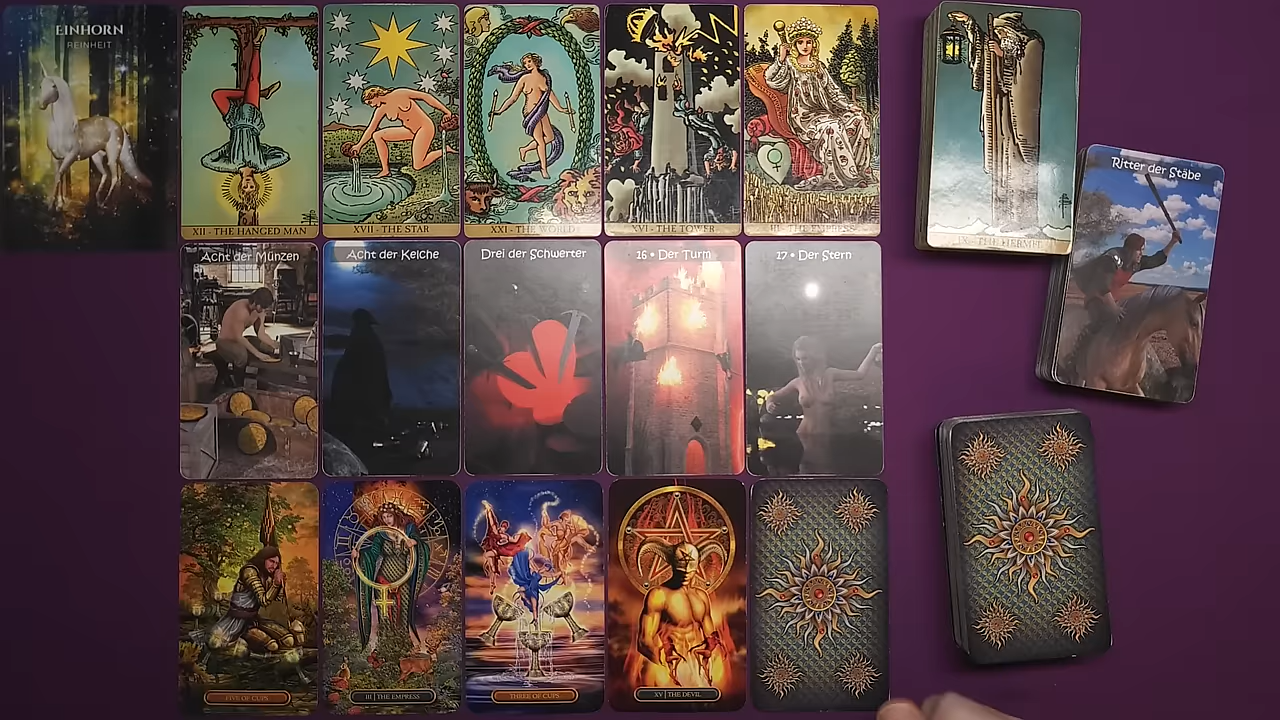 EINHORN
REINHEIT
XII - THE HANGED MAN
XVII - THE STAR
XXI - THE WORLD
XVI - THE TOWER
III - THE EMPRESS
IX - THE HERMIT
Ritter der Stäbe
Acht der Münzen
Acht der Kelche
Drei der Schwerter
16 • Der Turm
17 • Der Stern
FIVE OF CUPS
III | THE EMPRESS
THREE OF CUPS
XV | THE DEVIL